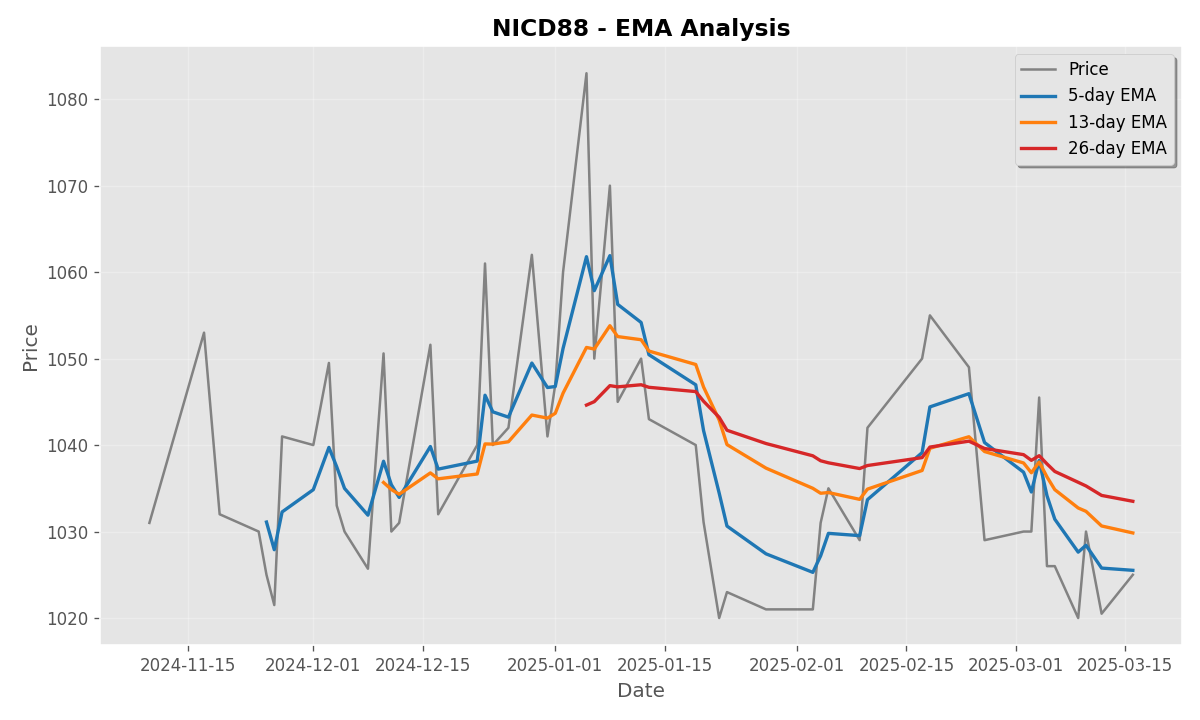 NICD88 - EMA Analysis
Price
5-day EMA
13-day EMA
26-day EMA
1080
1070
1060
1050
1040
1030
1020
Price
2024-11-15
2024-12-01
2024-12-15
2025-01-01
2025-01-15
2025-02-01
2025-02-15
2025-03-01
2025-03-15
Date